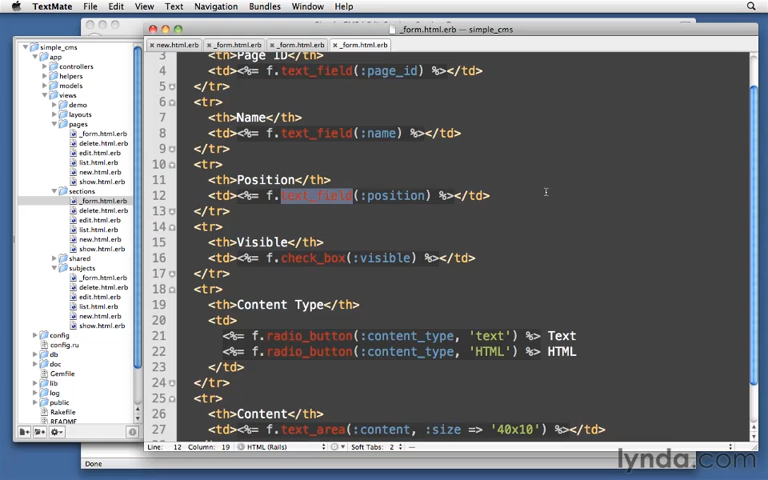 TextMate File Edit View Text Navigation Bundles Window Help
_form.html.erb — simple_cms
new.html.erb _form.html.erb _form.html.erb _form.html.erb
simple_cms
app
controllers
helpers
models
views
demo
layouts
pages
_form.html.erb
delete.html.erb
edit.html.erb
list.html.erb
new.html.erb
show.html.erb
sections
_form.html.erb
delete.html.erb
edit.html.erb
list.html.erb
new.html.erb
show.html.erb
shared
subjects
_form.html.erb
delete.html.erb
edit.html.erb
list.html.erb
new.html.erb
show.html.erb
config
config.ru
db
doc
Gemfile
lib
log
public
Rakefile
README
3 <th>Page ID</th>
4 <td><%= f.text_field(:page_id) %></td>
5 </tr>
6 <tr>
7 <th>Name</th>
8 <td><%= f.text_field(:name) %></td>
9 </tr>
10 <tr>
11 <th>Position</th>
12 <td><%= f.text_field(:position) %></td>
13 </tr>
14 <tr>
15 <th>Visible</th>
16 <td><%= f.check_box(:visible) %></td>
17 </tr>
18 <tr>
19 <th>Content Type</th>
20 <td>
21 <%= f.radio_button(:content_type, 'text') %> Text
22 <%= f.radio_button(:content_type, 'HTML') %> HTML
23 </td>
24 </tr>
25 <tr>
26 <th>Content</th>
27 <td><%= f.text_area(:content, :size => '40x10') %></td>
Line: 12 Column: 19 HTML (Rails) Soft Tabs: 2 —
Done
lynda.com